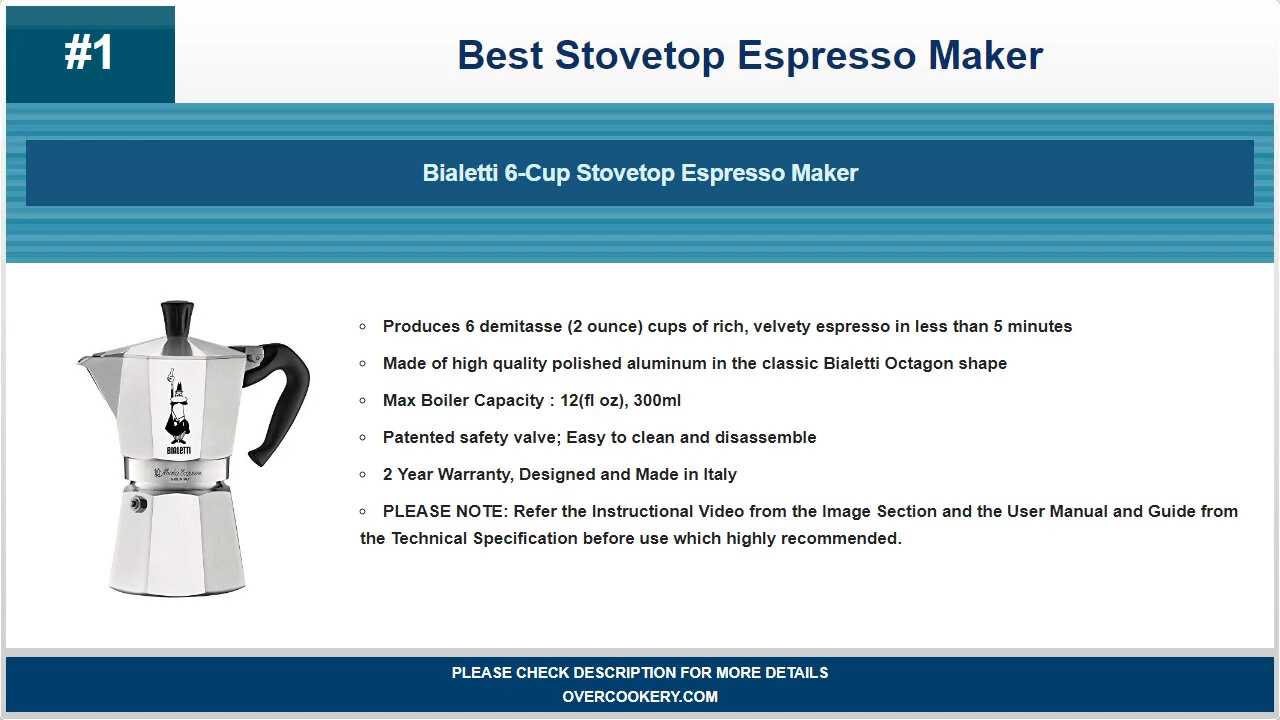 #1
Best Stovetop Espresso Maker
Bialetti 6-Cup Stovetop Espresso Maker
Produces 6 demitasse (2 ounce) cups of rich, velvety espresso in less than 5 minutes
Made of high quality polished aluminum in the classic Bialetti Octagon shape
Max Boiler Capacity : 12(fl oz), 300ml
Patented safety valve; Easy to clean and disassemble
2 Year Warranty, Designed and Made in Italy
PLEASE NOTE: Refer the Instructional Video from the Image Section and the User Manual and Guide from
the Technical Specification before use which highly recommended.
BIALETTI
PLEASE CHECK DESCRIPTION FOR MORE DETAILS
OVERCOOKERY.COM